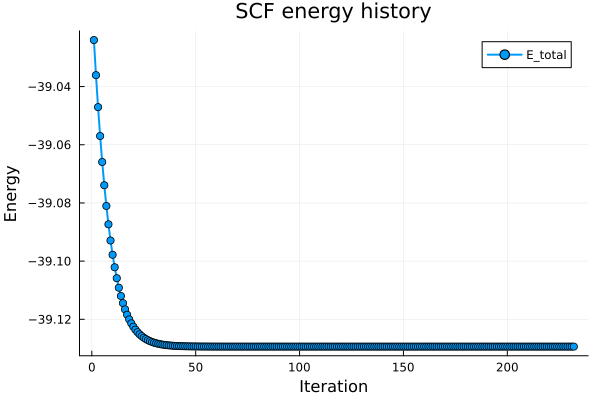 SCF energy history
E_total
Energy
−39.04
−39.06
−39.08
−39.10
−39.12
0 50 100 150 200
Iteration